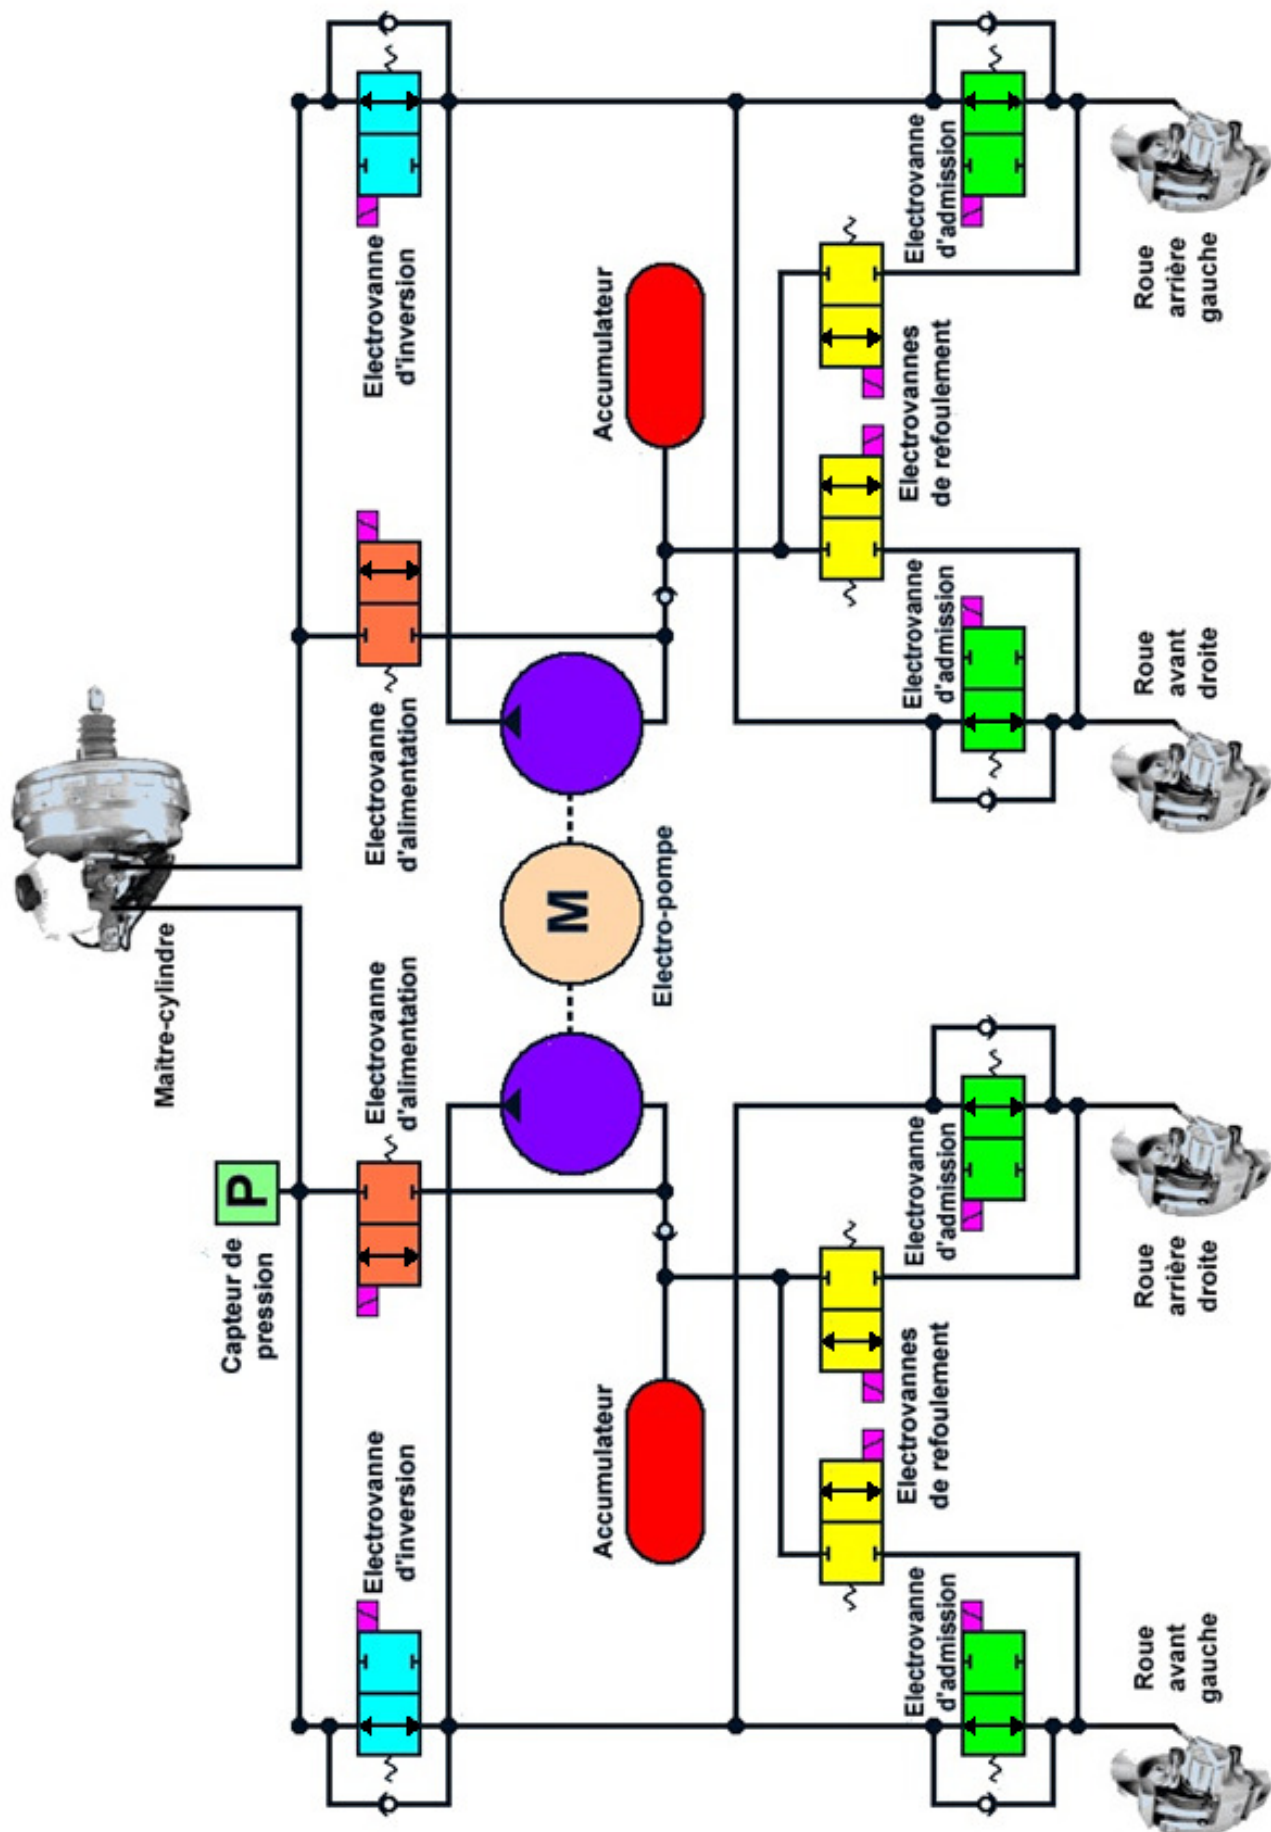 Maître-cylindre
P
Capteur de
pression
Electrovanne
d'inversion
Electrovanne
d'alimentation
Electrovanne
d'alimentation
Electrovanne
d'inversion
M
Electro-pompe
Accumulateur
Accumulateur
Electrovanne
d'admission
Electrovannes
de refoulement
Electrovanne
d'admission
Electrovanne
d'admission
Electrovannes
de refoulement
Electrovanne
d'admission
Roue
avant
gauche
Roue
arrière
droite
Roue
avant
droite
Roue
arrière
gauche